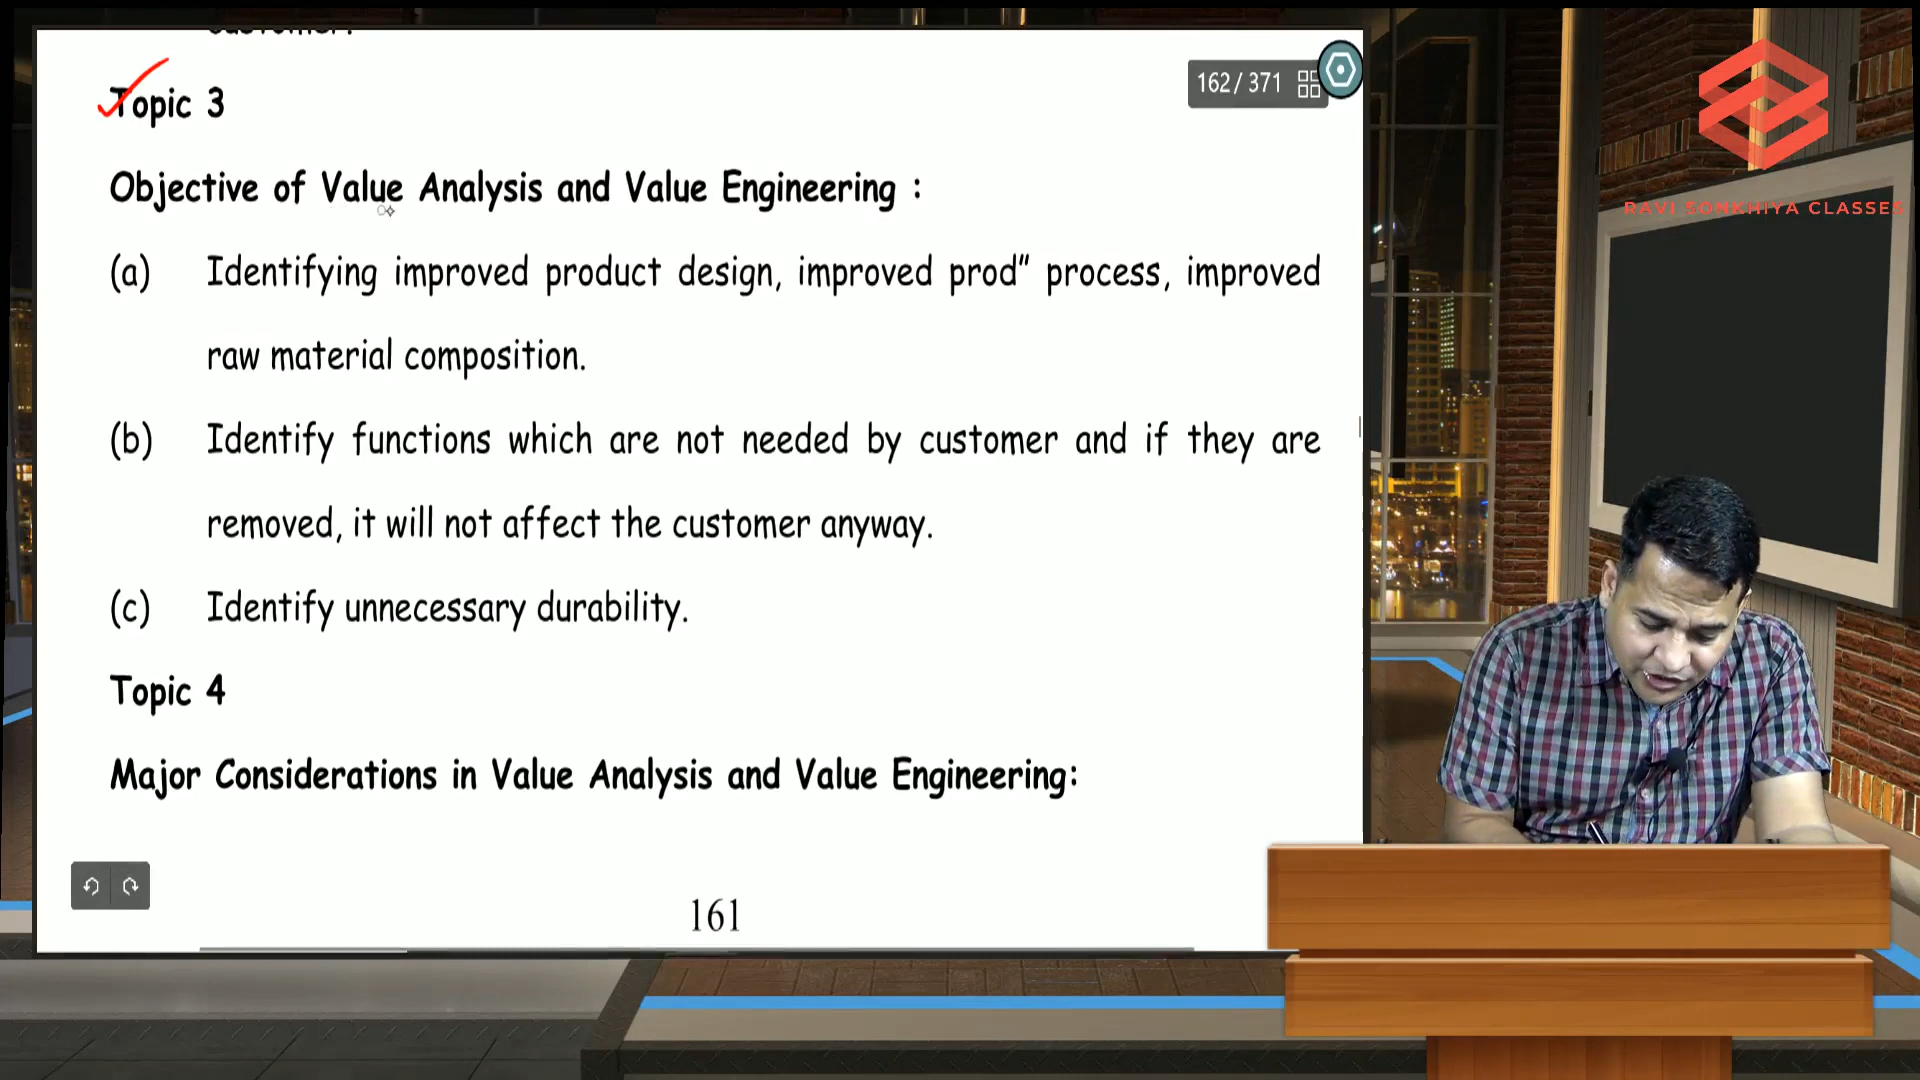 customer.
Topic 3
162 / 371
Objective of Value Analysis and Value Engineering :
(a) Identifying improved product design, improved prod” process, improved
raw material composition.
(b) Identify functions which are not needed by customer and if they are
removed, it will not affect the customer anyway.
(c) Identify unnecessary durability.
Topic 4
Major Considerations in Value Analysis and Value Engineering:
161
RAVI SONKHIYA CLASSES